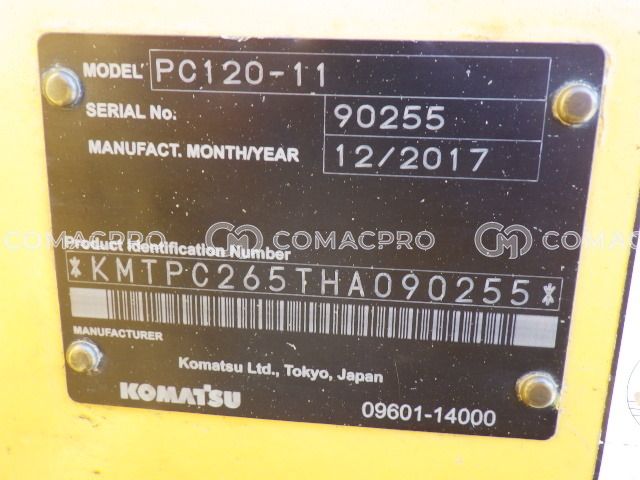 MODEL PC120-11
SERIAL No. 90255
MANUFACT. MONTH/YEAR 12/2017
COMACPRO COMACPRO
Product Identification Number
*KMTPC265THA090255*
MANUFACTURER
Komatsu Ltd., Tokyo, Japan
KOMATSU
09601-14000